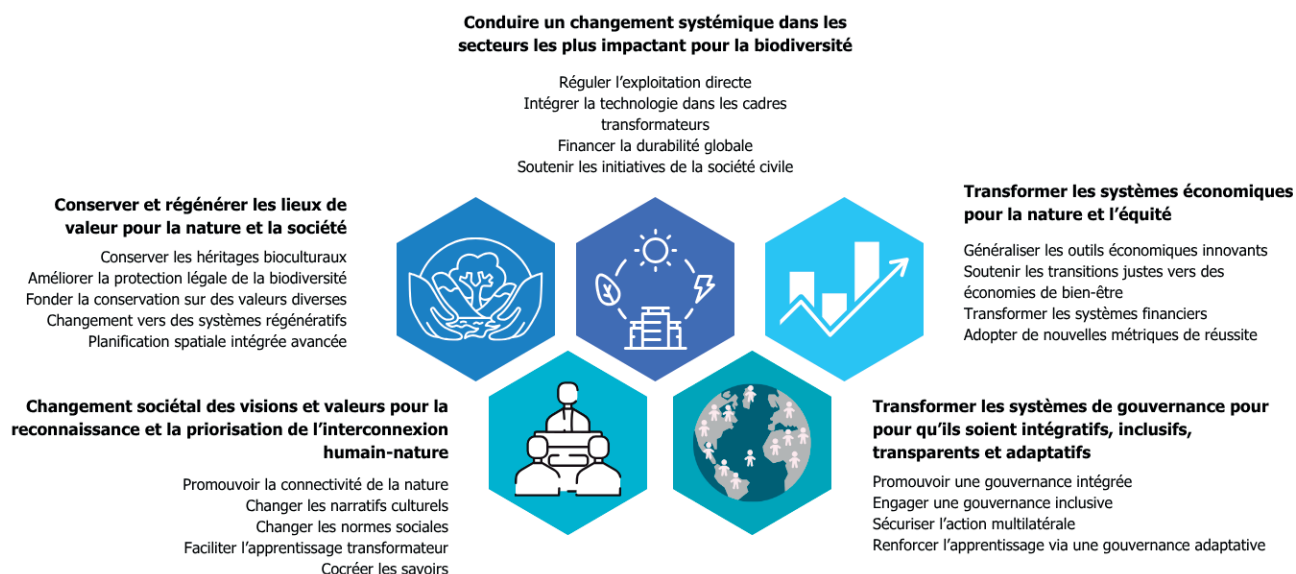 Conduire un changement systémique dans les
secteurs les plus impactant pour la biodiversité
Réguler l'exploitation directe
Intégrer la technologie dans les cadres
transformateurs
Financer la durabilité globale
Soutenir les initiatives de la société civile
Conserver et régénérer les lieux de
valeur pour la nature et la société
Conserver les héritages bioculturaux
Améliorer la protection légale de la biodiversité
Fonder la conservation sur des valeurs diverses
Changement vers des systèmes régénératifs
Planification spatiale intégrée avancée
Transformer les systèmes économiques
pour la nature et l'équité
Généraliser les outils économiques innovants
Soutenir les transitions justes vers des
économies de bien-être
Transformer les systèmes financiers
Adopter de nouvelles métriques de réussite
Changement sociétal des visions et valeurs pour la
reconnaissance et la priorisation de l'interconnexion
humain-nature
Promouvoir la connectivité de la nature
Changer les narratifs culturels
Changer les normes sociales
Faciliter l'apprentissage transformateur
Cocréer les savoirs
Transformer les systèmes de gouvernance pour
pour qu'ils soient intégratifs, inclusifs,
transparents et adaptatifs
Promouvoir une gouvernance intégrée
Engager une gouvernance inclusive
Sécuriser l'action multilatérale
Renforcer l'apprentissage via une gouvernance adaptative